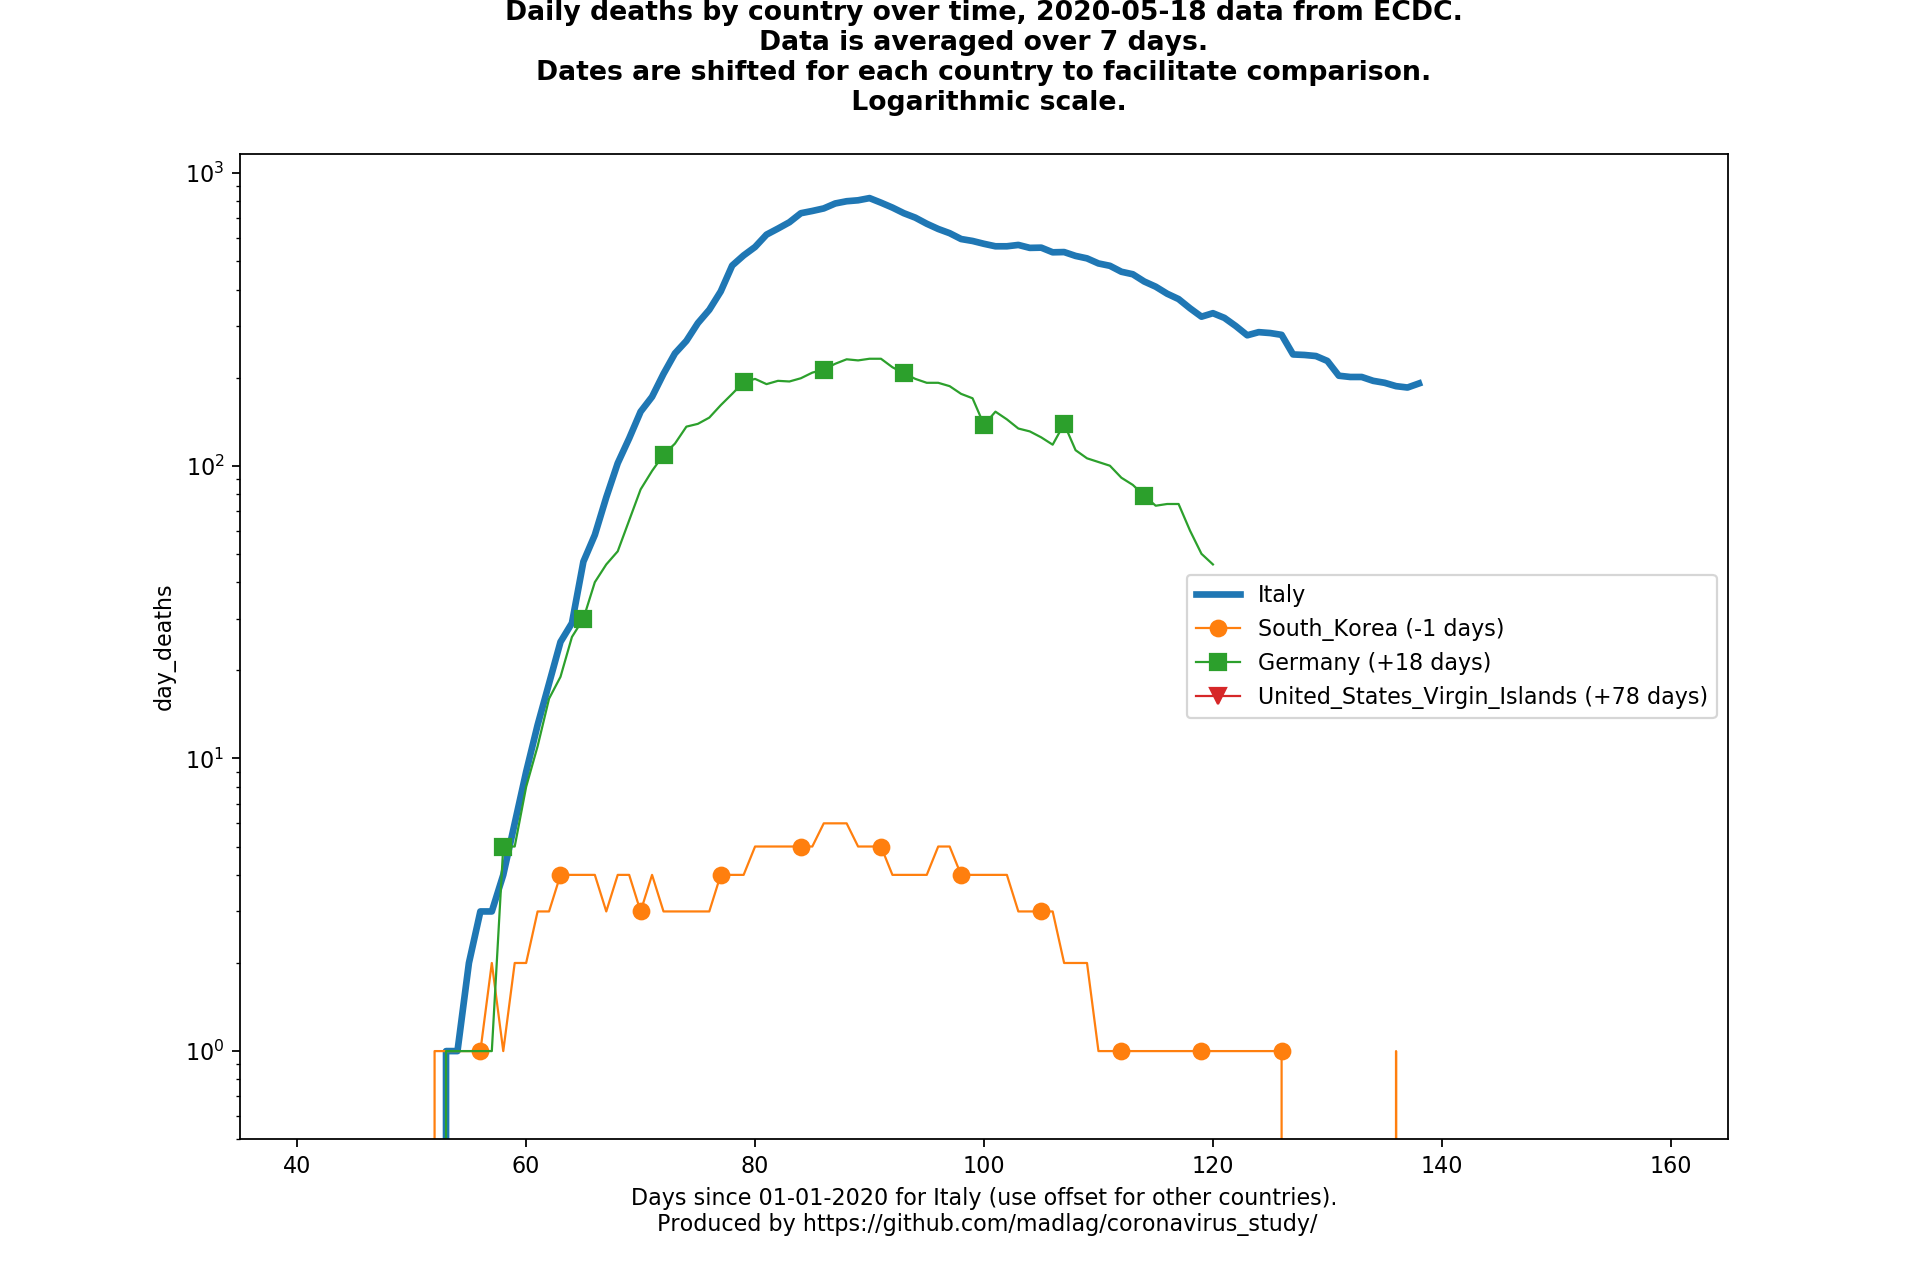 Daily deaths by country over time, 2020-05-18 data from ECDC.
Data is averaged over 7 days.
Dates are shifted for each country to facilitate comparison.
Logarithmic scale.
10³
10²
10¹
10⁰
day_deaths
Italy
South_Korea (-1 days)
Germany (+18 days)
United_States_Virgin_Islands (+78 days)
40 60 80 100 120 140 160
Days since 01-01-2020 for Italy (use offset for other countries).
Produced by https://github.com/madlag/coronavirus_study/